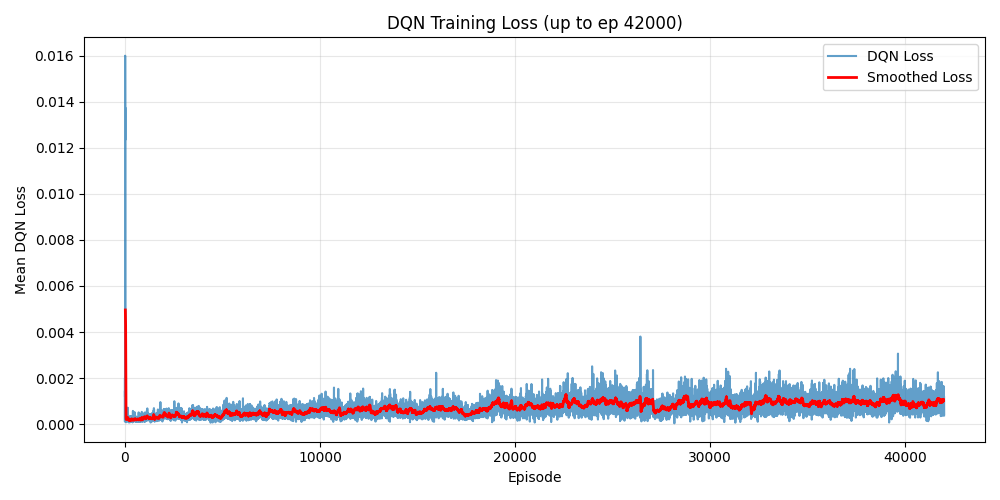 DQN Training Loss (up to ep 42000)
DQN Loss
Smoothed Loss
Mean DQN Loss
0.016
0.014
0.012
0.010
0.008
0.006
0.004
0.002
0.000
0
10000
20000
30000
40000
Episode